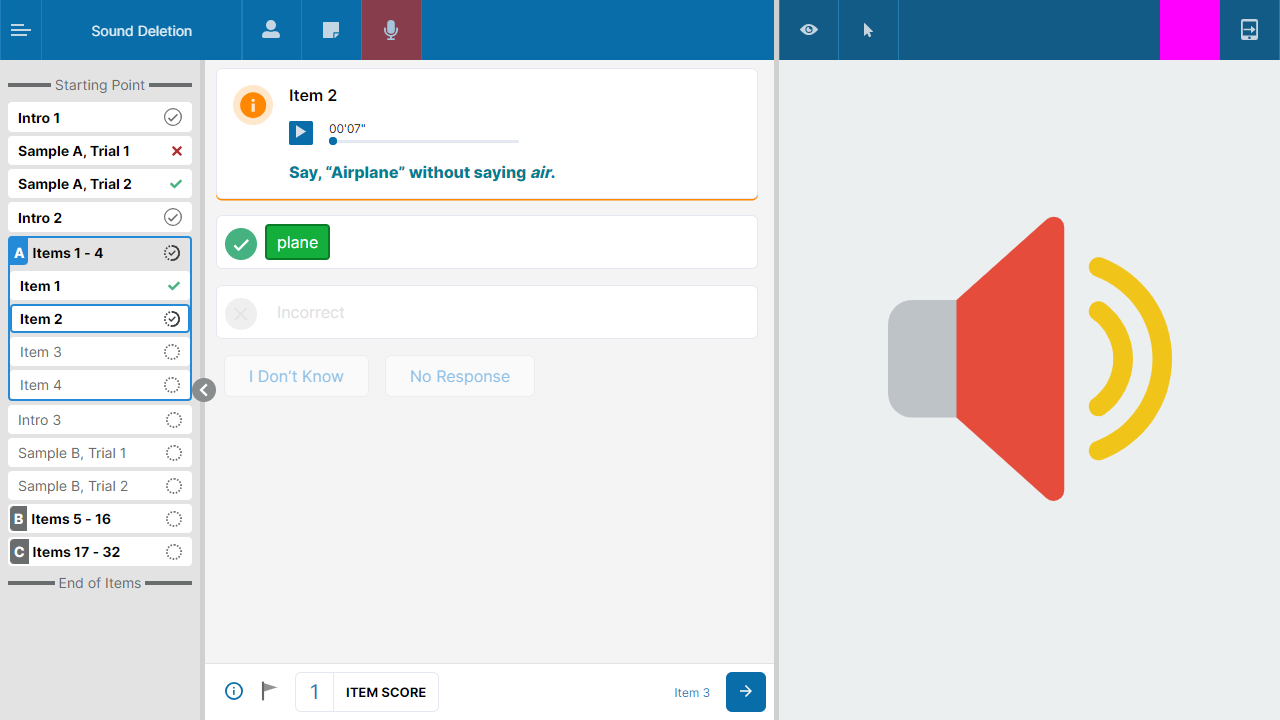 Sound Deletion
Starting Point
Intro 1
Sample A, Trial 1
Sample A, Trial 2
Intro 2
A Items 1 - 4
Item 1
Item 2
Item 3
Item 4
Intro 3
Sample B, Trial 1
Sample B, Trial 2
B Items 5 - 16
C Items 17 - 32
End of Items
Item 2
00'07"
Say, “Airplane” without saying air.
plane
Incorrect
I Don’t Know
No Response
1 ITEM SCORE
Item 3